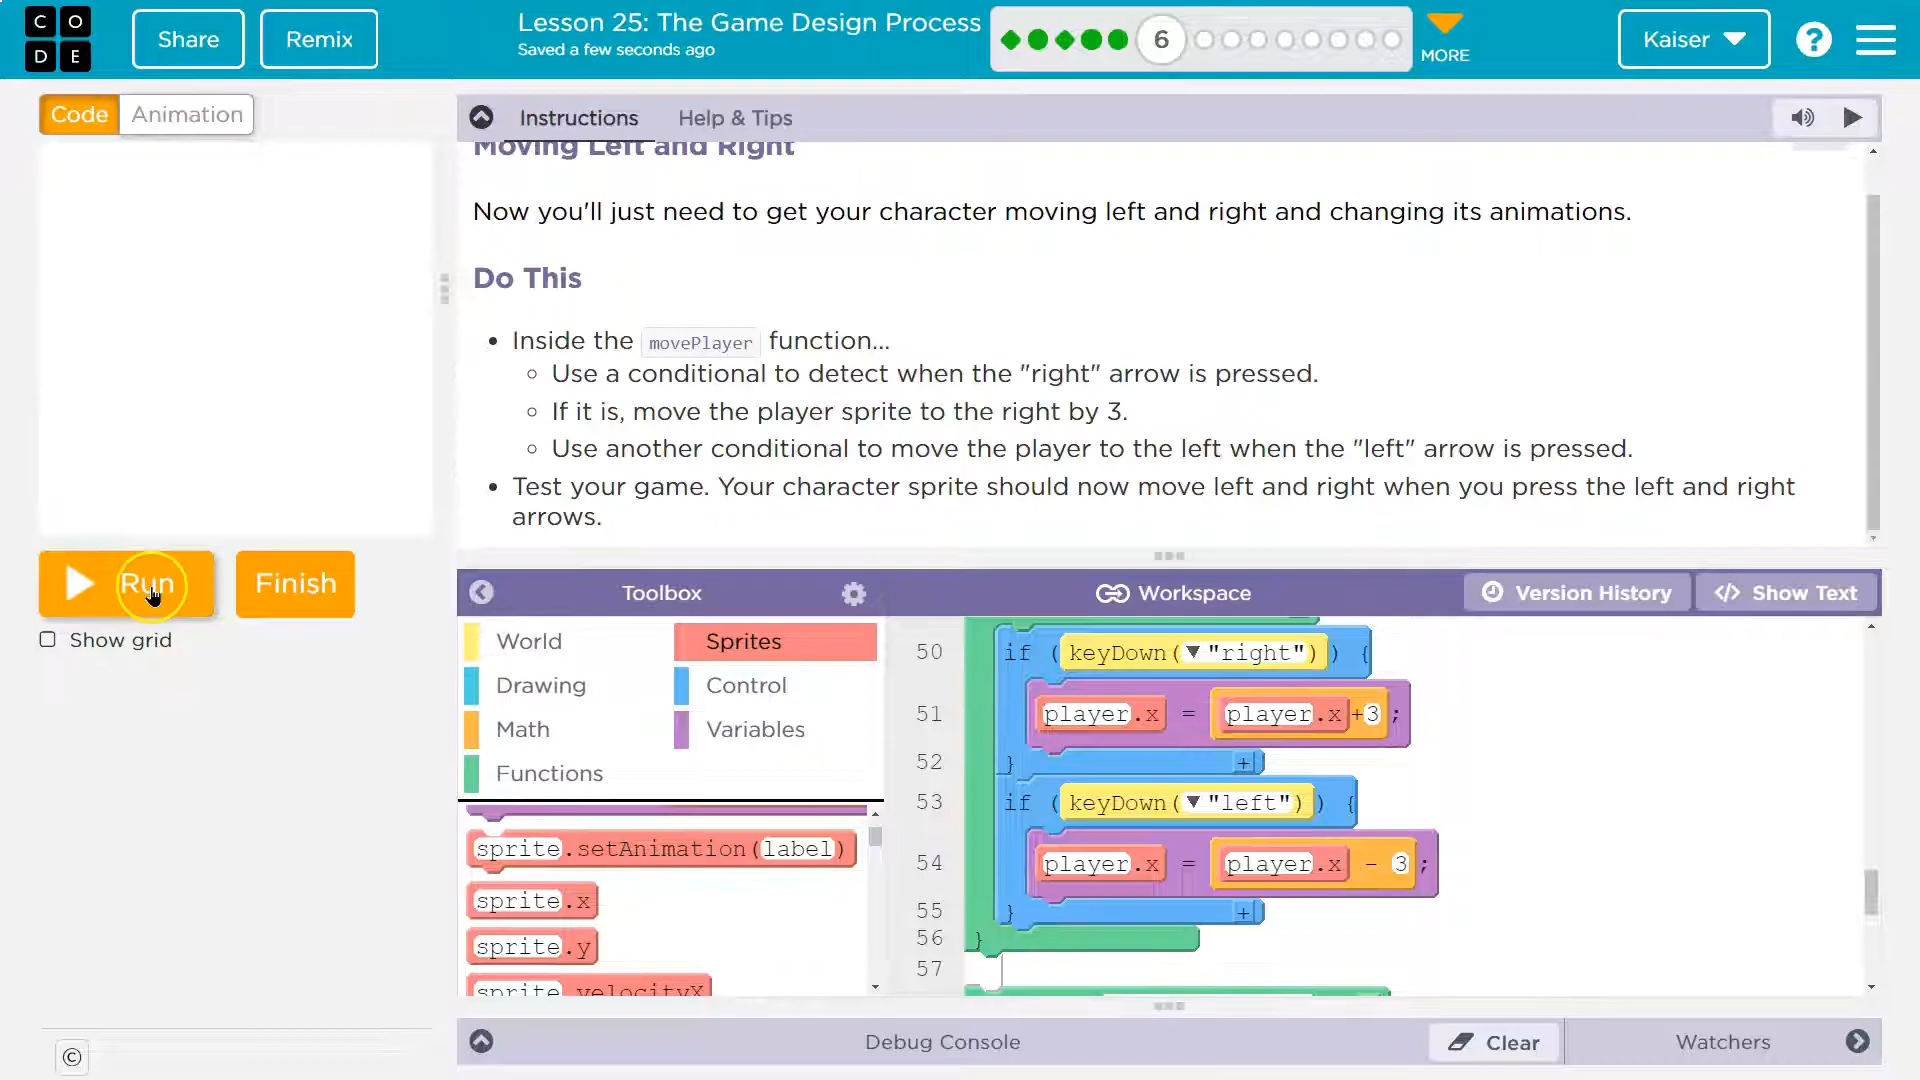 C O
D E
Share
Remix
Lesson 25: The Game Design Process
Saved a few seconds ago
6
MORE
Kaiser
?
Code
Animation
Instructions
Help & Tips
Moving Left and Right
Now you'll just need to get your character moving left and right and changing its animations.
Do This
Inside the movePlayer function...
Use a conditional to detect when the "right" arrow is pressed.
If it is, move the player sprite to the right by 3.
Use another conditional to move the player to the left when the "left" arrow is pressed.
Test your game. Your character sprite should now move left and right when you press the left and right
arrows.
Run
Finish
Show grid
Toolbox
Workspace
Version History
</> Show Text
World
Sprites
Drawing
Control
Math
Variables
Functions
sprite.setAnimation(label)
sprite.x
sprite.y
sprite.velocityX
50 if (keyDown(▼"right")) {
51 player.x = player.x+3;
52 } +
53 if (keyDown(▼"left")) {
54 player.x = player.x - 3;
55 } +
56 }
57
Debug Console
Clear
Watchers
©